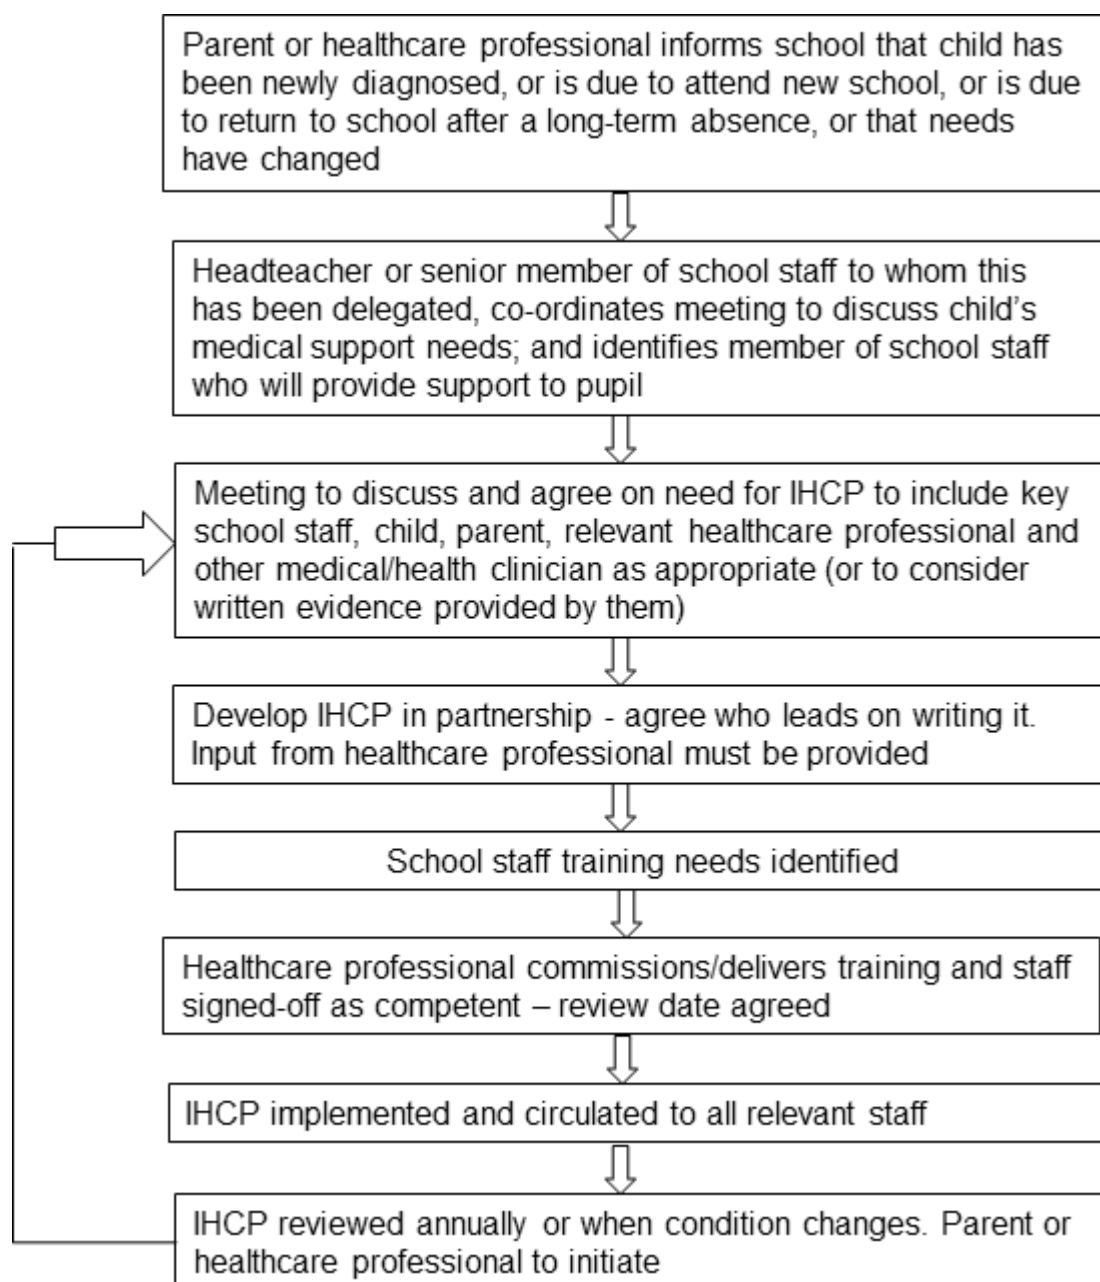 Parent or healthcare professional informs school that child has
been newly diagnosed, or is due to attend new school, or is due
to return to school after a long-term absence, or that needs
have changed
Headteacher or senior member of school staff to whom this
has been delegated, co-ordinates meeting to discuss child’s
medical support needs; and identifies member of school staff
who will provide support to pupil
Meeting to discuss and agree on need for IHCP to include key
school staff, child, parent, relevant healthcare professional and
other medical/health clinician as appropriate (or to consider
written evidence provided by them)
Develop IHCP in partnership - agree who leads on writing it.
Input from healthcare professional must be provided
School staff training needs identified
Healthcare professional commissions/delivers training and staff
signed-off as competent – review date agreed
IHCP implemented and circulated to all relevant staff
IHCP reviewed annually or when condition changes. Parent or
healthcare professional to initiate